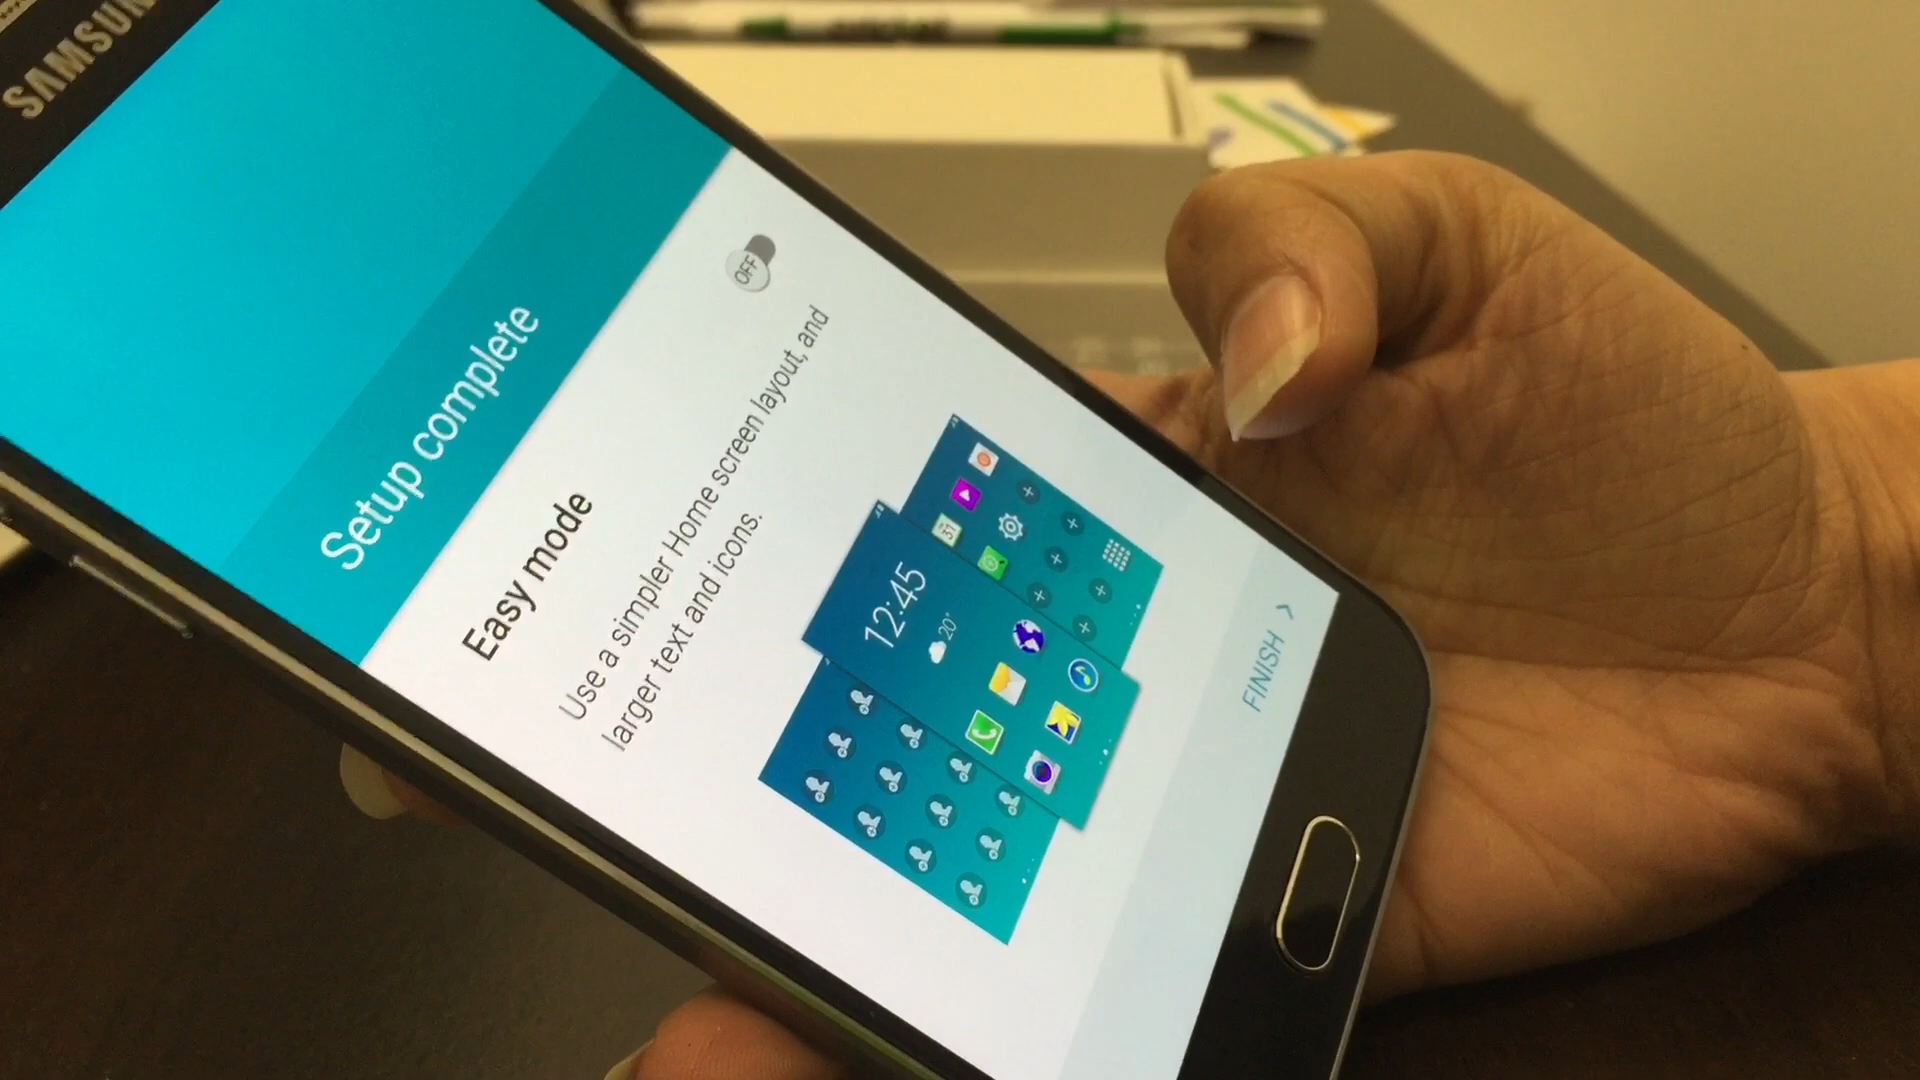 Setup complete
Easy mode
OFF
Use a simpler Home screen layout, and
larger text and icons.
12:45
20°
31
FINISH >